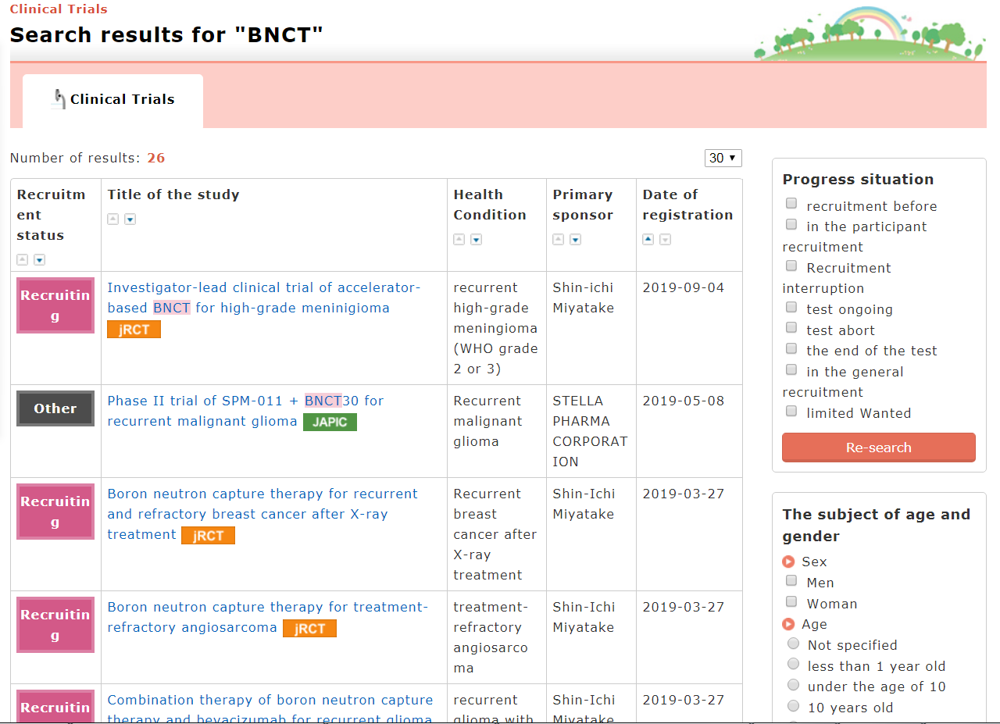 Clinical Trials
Search results for "BNCT"
Clinical Trials
Number of results: 26
30
Recruitm
ent
status
Title of the study
Health
Condition
Primary
sponsor
Date of
registration
Recruitin
g
Investigator-lead clinical trial of accelerator-
based BNCT for high-grade meninigioma
jRCT
recurrent
high-grade
meningioma
(WHO grade
2 or 3)
Shin-ichi
Miyatake
2019-09-04
Other
Phase II trial of SPM-011 + BNCT30 for
recurrent malignant glioma JAPIC
Recurrent
malignant
glioma
STELLA
PHARMA
CORPORAT
ION
2019-05-08
Recruitin
g
Boron neutron capture therapy for recurrent
and refractory breast cancer after X-ray
treatment jRCT
Recurrent
breast
cancer after
X-ray
treatment
Shin-Ichi
Miyatake
2019-03-27
Recruitin
g
Boron neutron capture therapy for treatment-
refractory angiosarcoma jRCT
treatment-
refractory
angiosarco
ma
Shin-Ichi
Miyatake
2019-03-27
Recruitin
Combination therapy of boron neutron capture
therapy and bevacizumab for recurrent glioma
recurrent
glioma with
Shin-Ichi
Miyatake
2019-03-27
Progress situation
recruitment before
in the participant
recruitment
Recruitment
interruption
test ongoing
test abort
the end of the test
in the general
recruitment
limited Wanted
Re-search
The subject of age and
gender
Sex
Men
Woman
Age
Not specified
less than 1 year old
under the age of 10
10 years old